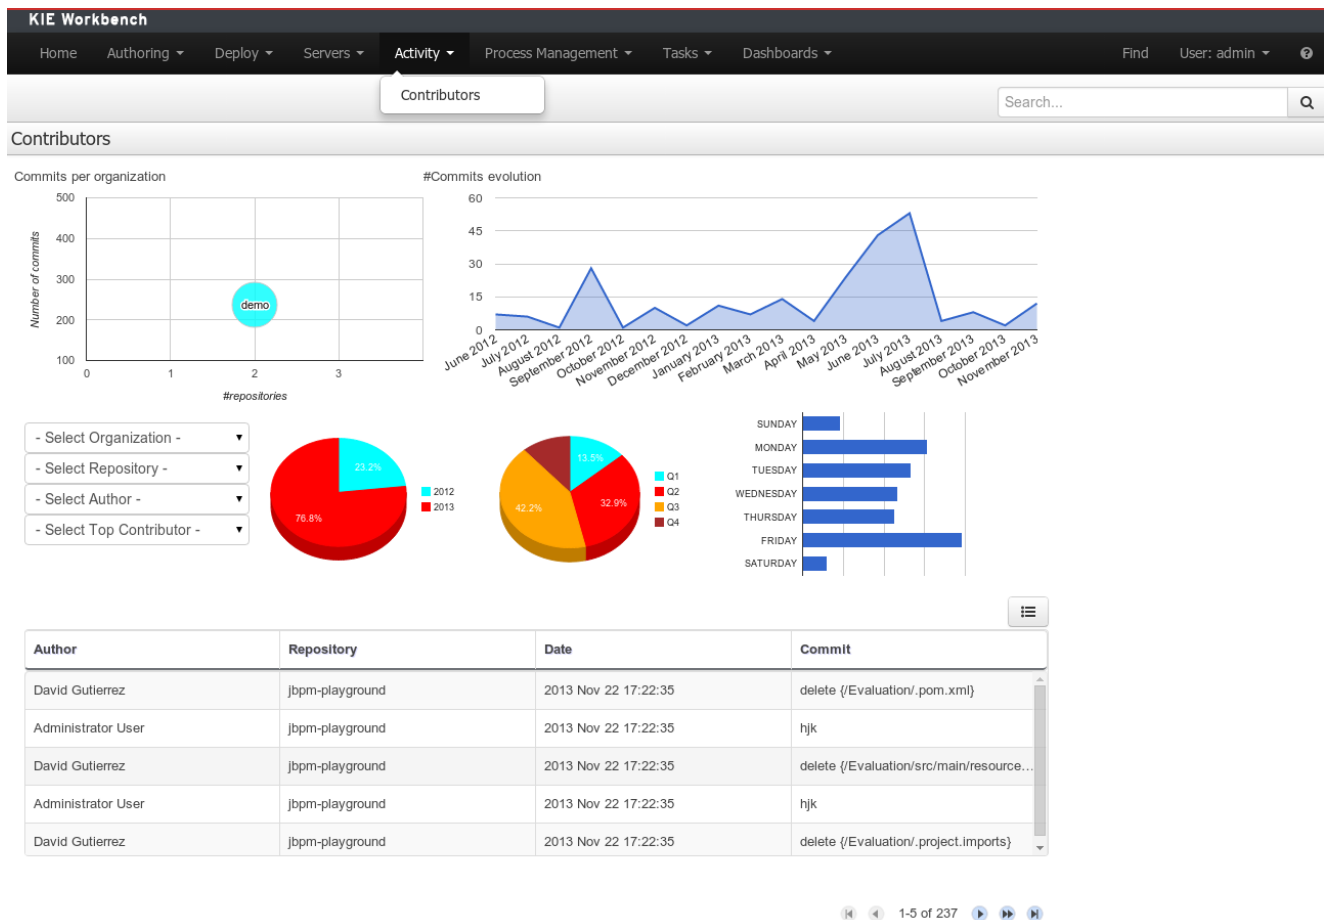 KIE Workbench
Home Authoring Deploy Servers Activity Process Management Tasks Dashboards Find User: admin ?
Contributors
Search...
Contributors
Commits per organization
#Commits evolution
500
400
300
200
100
Number of commits
demo
0 1 2 3
#repositories
60
45
30
15
0
June 2012 July 2012 August 2012 September 2012 October 2012 November 2012 December 2012 January 2013 February 2013 March 2013 April 2013 May 2013 June 2013 July 2013 August 2013 September 2013 October 2013 November 2013
- Select Organization -
- Select Repository -
- Select Author -
- Select Top Contributor -
23.2%
76.8%
2012
2013
13.5%
32.9%
42.2%
Q1
Q2
Q3
Q4
SUNDAY
MONDAY
TUESDAY
WEDNESDAY
THURSDAY
FRIDAY
SATURDAY
Author Repository Date Commit
David Gutierrez jbpm-playground 2013 Nov 22 17:22:35 delete {/Evaluation/.pom.xml}
Administrator User jbpm-playground 2013 Nov 22 17:22:35 hjk
David Gutierrez jbpm-playground 2013 Nov 22 17:22:35 delete {/Evaluation/src/main/resource...
Administrator User jbpm-playground 2013 Nov 22 17:22:35 hjk
David Gutierrez jbpm-playground 2013 Nov 22 17:22:35 delete {/Evaluation/.project.imports}
1-5 of 237